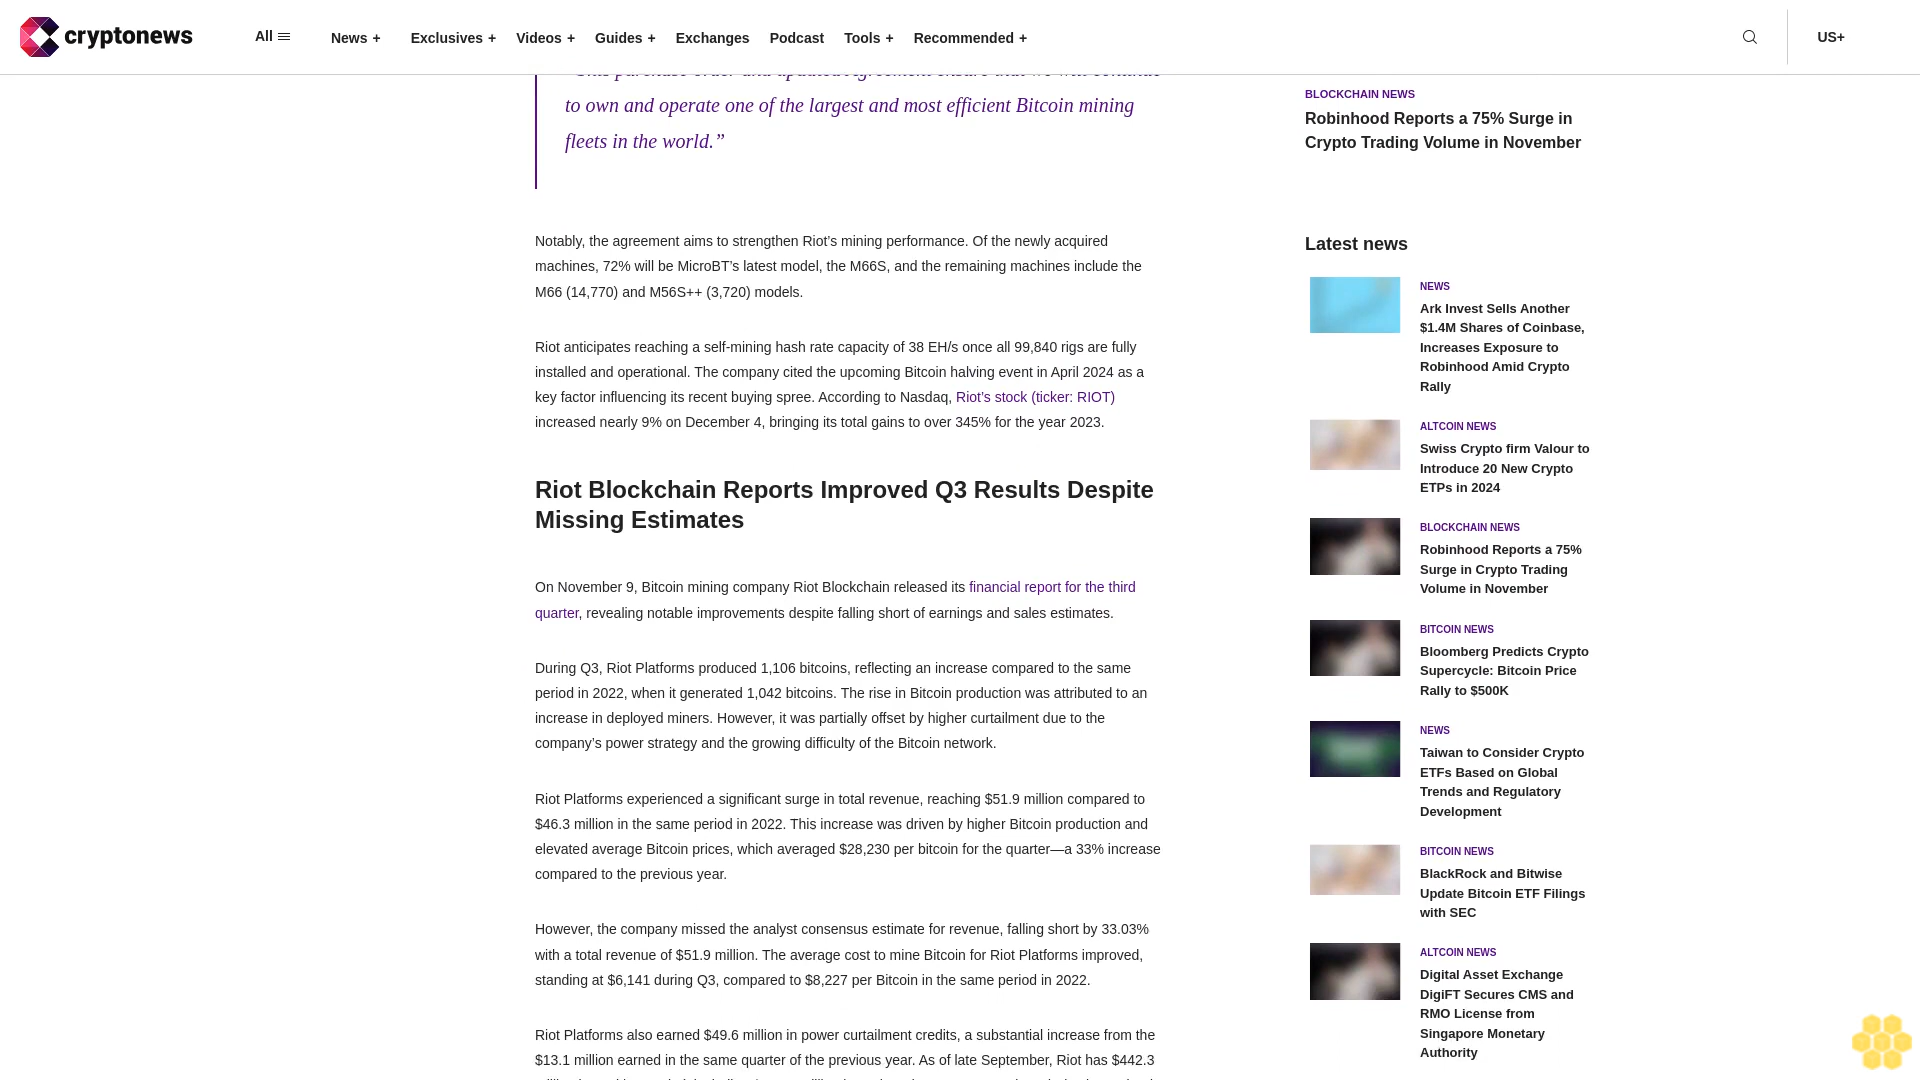 cryptonews
All
News +
Exclusives +
Videos +
Guides +
Exchanges
Podcast
Tools +
Recommended +
US+
to own and operate one of the largest and most efficient Bitcoin mining
fleets in the world.”
Notably, the agreement aims to strengthen Riot’s mining performance. Of the newly acquired
machines, 72% will be MicroBT’s latest model, the M66S, and the remaining machines include the
M66 (14,770) and M56S++ (3,720) models.
Riot anticipates reaching a self-mining hash rate capacity of 38 EH/s once all 99,840 rigs are fully
installed and operational. The company cited the upcoming Bitcoin halving event in April 2024 as a
key factor influencing its recent buying spree. According to Nasdaq, Riot’s stock (ticker: RIOT)
increased nearly 9% on December 4, bringing its total gains to over 345% for the year 2023.
Riot Blockchain Reports Improved Q3 Results Despite
Missing Estimates
On November 9, Bitcoin mining company Riot Blockchain released its financial report for the third
quarter, revealing notable improvements despite falling short of earnings and sales estimates.
During Q3, Riot Platforms produced 1,106 bitcoins, reflecting an increase compared to the same
period in 2022, when it generated 1,042 bitcoins. The rise in Bitcoin production was attributed to an
increase in deployed miners. However, it was partially offset by higher curtailment due to the
company’s power strategy and the growing difficulty of the Bitcoin network.
Riot Platforms experienced a significant surge in total revenue, reaching $51.9 million compared to
$46.3 million in the same period in 2022. This increase was driven by higher Bitcoin production and
elevated average Bitcoin prices, which averaged $28,230 per bitcoin for the quarter—a 33% increase
compared to the previous year.
However, the company missed the analyst consensus estimate for revenue, falling short by 33.03%
with a total revenue of $51.9 million. The average cost to mine Bitcoin for Riot Platforms improved,
standing at $6,141 during Q3, compared to $8,227 per Bitcoin in the same period in 2022.
Riot Platforms also earned $49.6 million in power curtailment credits, a substantial increase from the
$13.1 million earned in the same quarter of the previous year. As of late September, Riot has $442.3
BLOCKCHAIN NEWS
Robinhood Reports a 75% Surge in
Crypto Trading Volume in November
Latest news
NEWS
Ark Invest Sells Another
$1.4M Shares of Coinbase,
Increases Exposure to
Robinhood Amid Crypto
Rally
ALTCOIN NEWS
Swiss Crypto firm Valour to
Introduce 20 New Crypto
ETPs in 2024
BLOCKCHAIN NEWS
Robinhood Reports a 75%
Surge in Crypto Trading
Volume in November
BITCOIN NEWS
Bloomberg Predicts Crypto
Supercycle: Bitcoin Price
Rally to $500K
NEWS
Taiwan to Consider Crypto
ETFs Based on Global
Trends and Regulatory
Development
BITCOIN NEWS
BlackRock and Bitwise
Update Bitcoin ETF Filings
with SEC
ALTCOIN NEWS
Digital Asset Exchange
DigiFT Secures CMS and
RMO License from
Singapore Monetary
Authority